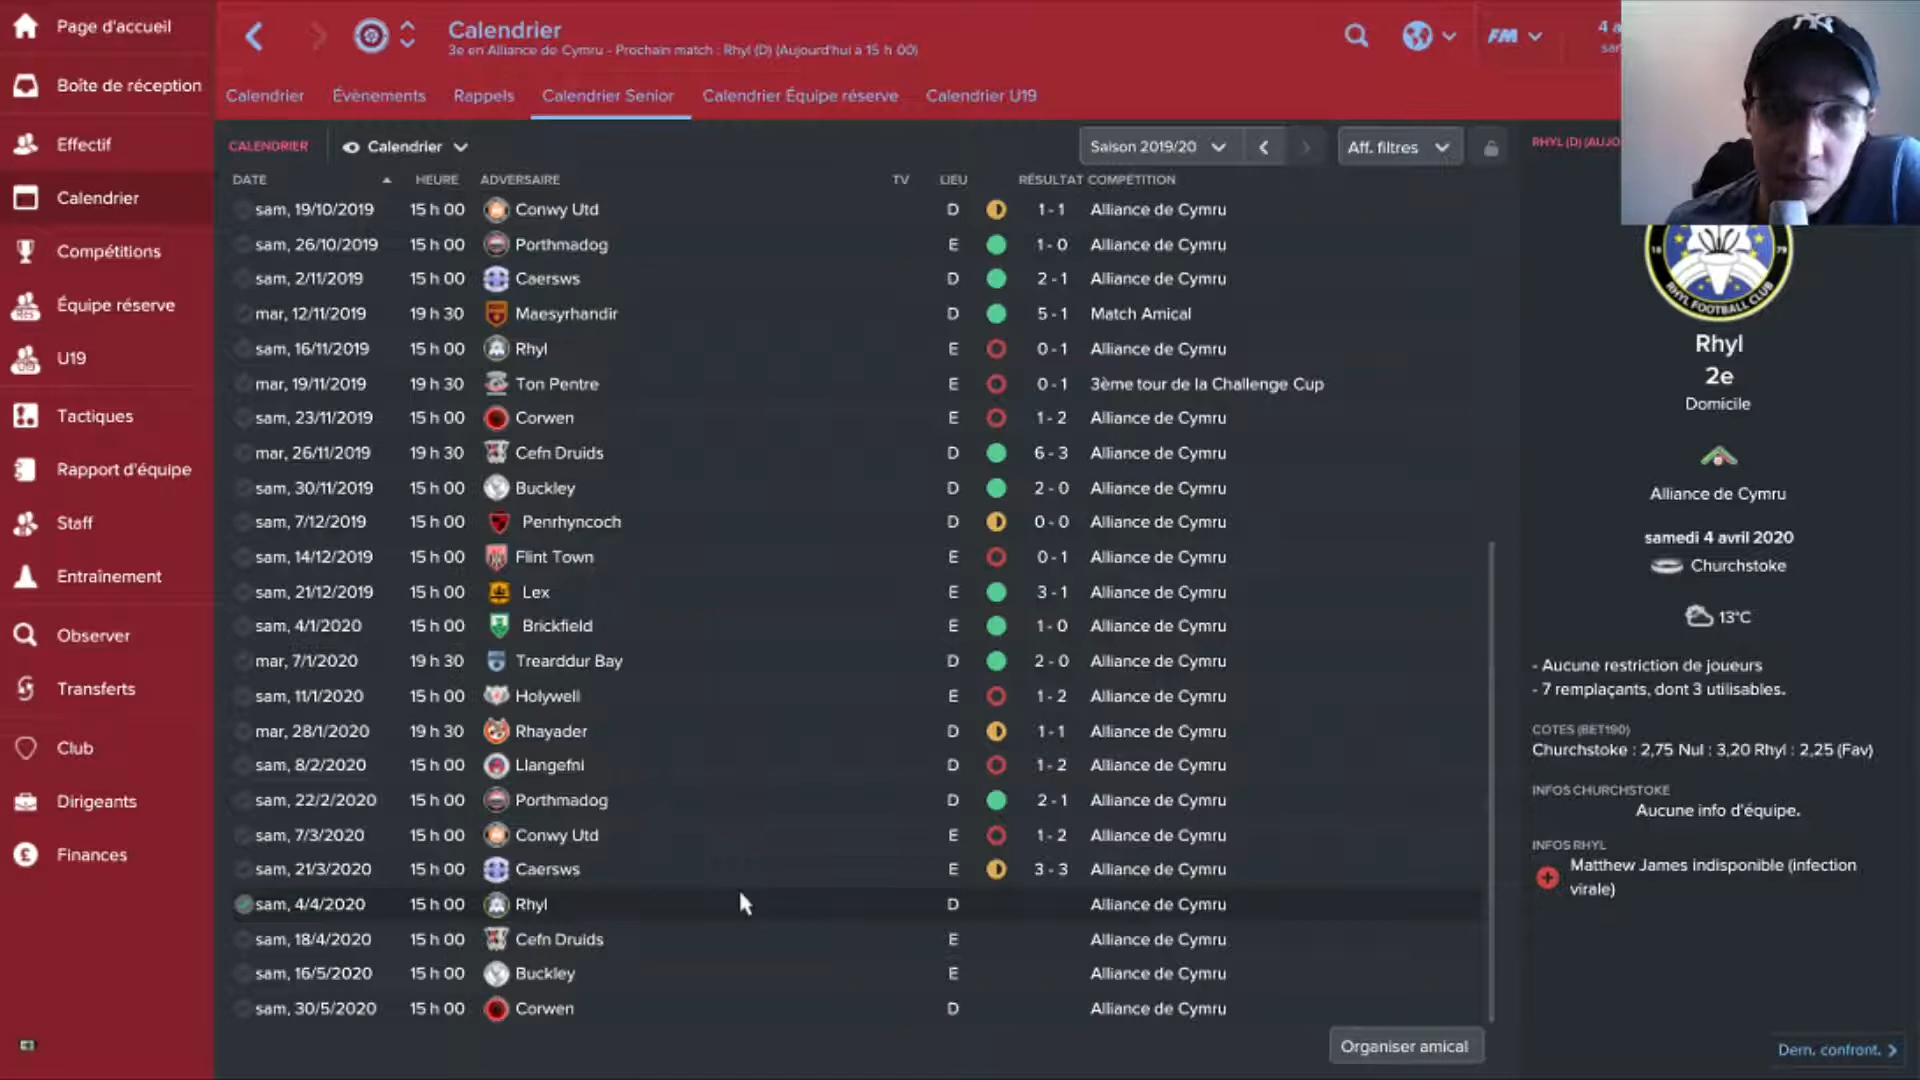 Page d'accueil
Boîte de réception
Effectif
Calendrier
Compétitions
Équipe réserve
U19
Tactiques
Rapport d'équipe
Staff
Entraînement
Observer
Transferts
Club
Dirigeants
Finances
Calendrier
3e en Alliance de Cymru - Prochain match : Rhyl (D) (Aujourd'hui à 15 h 00)
FM
4 a
sar
Calendrier Évènements Rappels Calendrier Senior Calendrier Équipe réserve Calendrier U19
CALENDRIER Calendrier Saison 2019/20 Aff. filtres
DATE HEURE ADVERSAIRE TV LIEU RÉSULTAT COMPÉTITION
sam, 19/10/2019 15 h 00 Conwy Utd D 1 - 1 Alliance de Cymru
sam, 26/10/2019 15 h 00 Porthmadog E 1 - 0 Alliance de Cymru
sam, 2/11/2019 15 h 00 Caersws D 2 - 1 Alliance de Cymru
mar, 12/11/2019 19 h 30 Maesyrhandir D 5 - 1 Match Amical
sam, 16/11/2019 15 h 00 Rhyl E 0 - 1 Alliance de Cymru
mar, 19/11/2019 19 h 30 Ton Pentre E 0 - 1 3ème tour de la Challenge Cup
sam, 23/11/2019 15 h 00 Corwen E 1 - 2 Alliance de Cymru
mar, 26/11/2019 19 h 30 Cefn Druids D 6 - 3 Alliance de Cymru
sam, 30/11/2019 15 h 00 Buckley D 2 - 0 Alliance de Cymru
sam, 7/12/2019 15 h 00 Penrhyncoch D 0 - 0 Alliance de Cymru
sam, 14/12/2019 15 h 00 Flint Town E 0 - 1 Alliance de Cymru
sam, 21/12/2019 15 h 00 Lex E 3 - 1 Alliance de Cymru
sam, 4/1/2020 15 h 00 Brickfield E 1 - 0 Alliance de Cymru
mar, 7/1/2020 19 h 30 Trearddur Bay D 2 - 0 Alliance de Cymru
sam, 11/1/2020 15 h 00 Holywell E 1 - 2 Alliance de Cymru
mar, 28/1/2020 19 h 30 Rhayader D 1 - 1 Alliance de Cymru
sam, 8/2/2020 15 h 00 Llangefni D 1 - 2 Alliance de Cymru
sam, 22/2/2020 15 h 00 Porthmadog D 2 - 1 Alliance de Cymru
sam, 7/3/2020 15 h 00 Conwy Utd E 1 - 2 Alliance de Cymru
sam, 21/3/2020 15 h 00 Caersws E 3 - 3 Alliance de Cymru
sam, 4/4/2020 15 h 00 Rhyl D Alliance de Cymru
sam, 18/4/2020 15 h 00 Cefn Druids E Alliance de Cymru
sam, 16/5/2020 15 h 00 Buckley E Alliance de Cymru
sam, 30/5/2020 15 h 00 Corwen D Alliance de Cymru
Organiser amical
RHYL (D) (AUJO
18 79
RHYL FOOTBALL CLUB
Rhyl
2e
Domicile
Alliance de Cymru
samedi 4 avril 2020
Churchstoke
13°C
- Aucune restriction de joueurs
- 7 remplaçants, dont 3 utilisables.
COTES (BET190)
Churchstoke : 2,75 Nul : 3,20 Rhyl : 2,25 (Fav)
INFOS CHURCHSTOKE
Aucune info d'équipe.
INFOS RHYL
Matthew James indisponible (infection
virale)
Dern. confront.